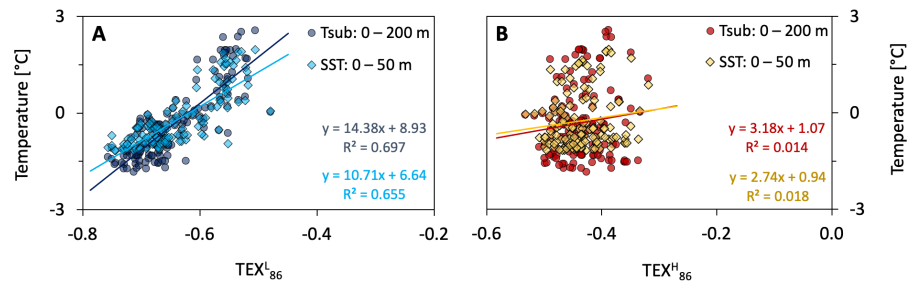 A
Tsub: 0 – 200 m
SST: 0 – 50 m
Temperature [°C]
3
0
-3
y = 14.38x + 8.93
R² = 0.697
y = 10.71x + 6.64
R² = 0.655
-0.8
-0.6
-0.4
-0.2
TEXᴸ₈₆
B
Tsub: 0 – 200 m
SST: 0 – 50 m
3
0
-3
Temperature [°C]
y = 3.18x + 1.07
R² = 0.014
y = 2.74x + 0.94
R² = 0.018
-0.6
-0.4
-0.2
0.0
TEXᴴ₈₆